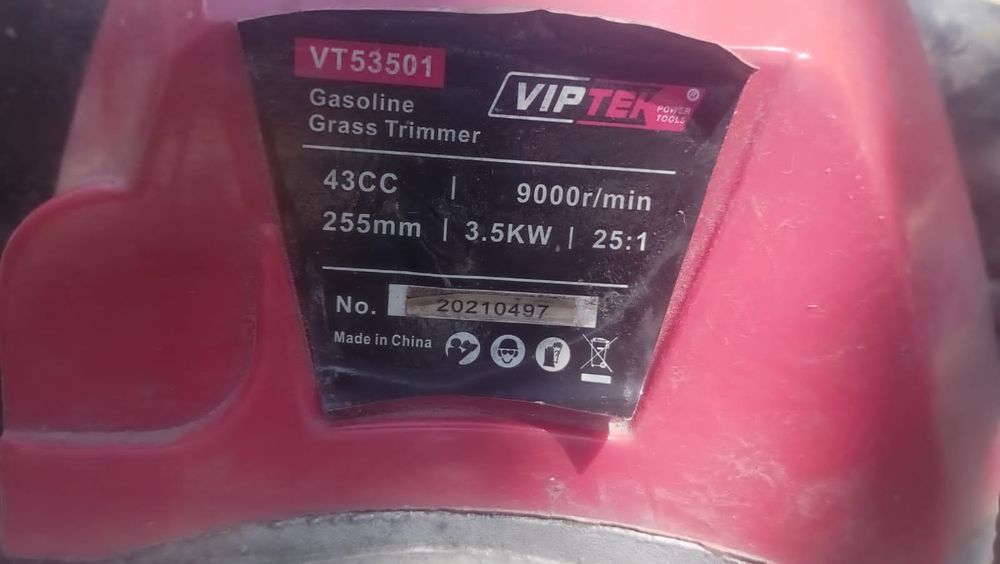 VT53501
VIPTEK ®
POWER
TOOLS
Gasoline
Grass Trimmer
43CC | 9000r/min
255mm | 3.5KW | 25:1
No. 20210497
Made in China